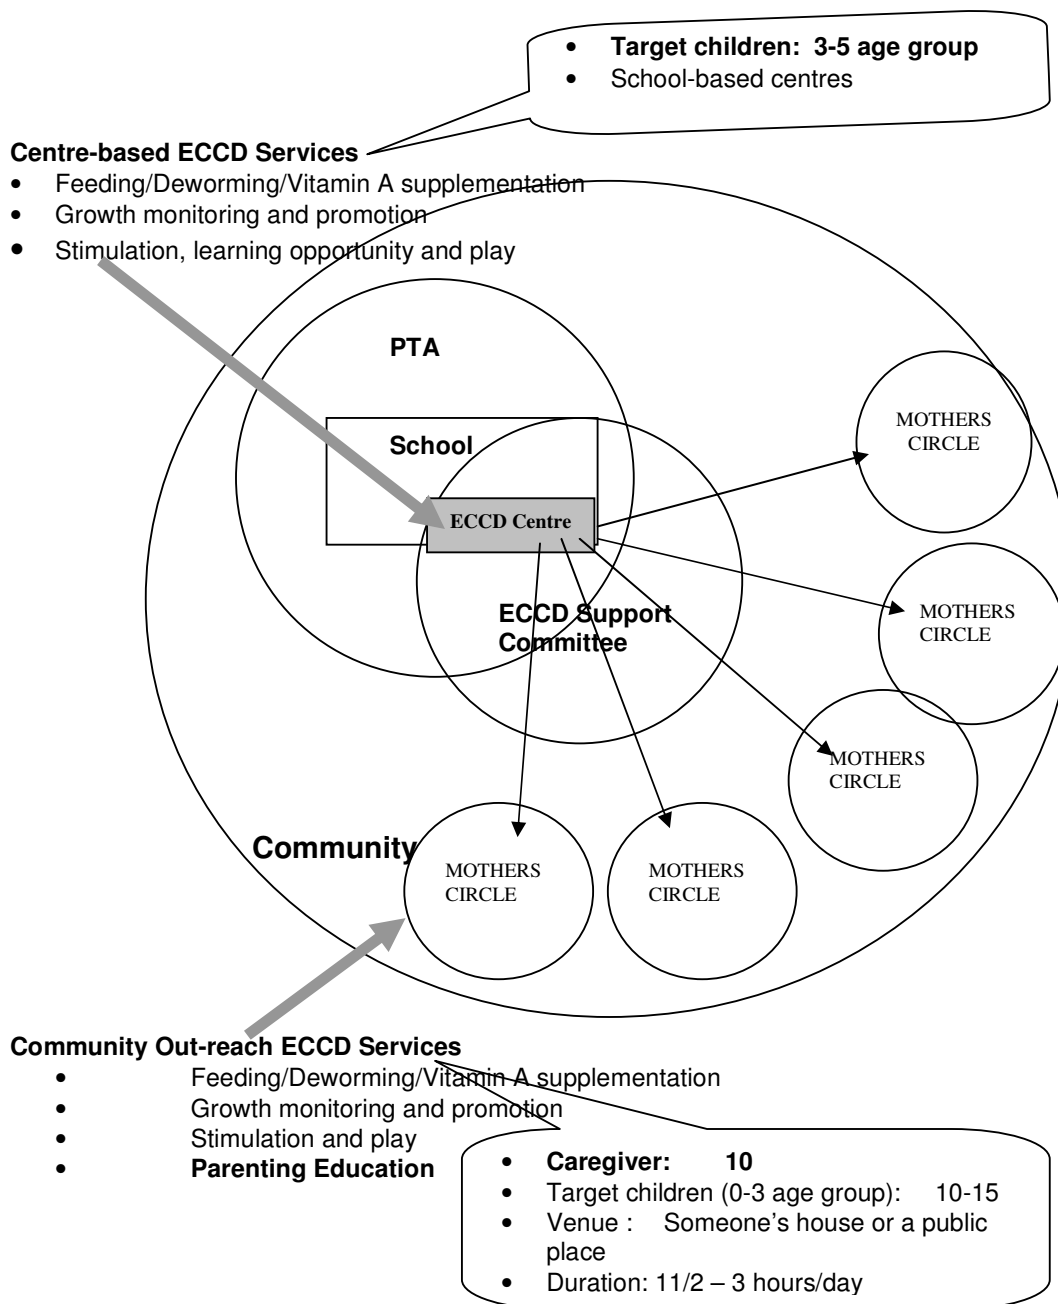 • Target children: 3-5 age group
• School-based centres
Centre-based ECCD Services
• Feeding/Deworming/Vitamin A supplementation
• Growth monitoring and promotion
• Stimulation, learning opportunity and play
PTA
School
ECCD Centre
ECCD Support
Committee
MOTHERS
CIRCLE
MOTHERS
CIRCLE
MOTHERS
CIRCLE
Community
MOTHERS
CIRCLE
MOTHERS
CIRCLE
Community Out-reach ECCD Services
• Feeding/Deworming/Vitamin A supplementation
• Growth monitoring and promotion
• Stimulation and play
• Parenting Education
• Caregiver: 10
• Target children (0-3 age group): 10-15
• Venue : Someone’s house or a public
place
• Duration: 11/2 – 3 hours/day